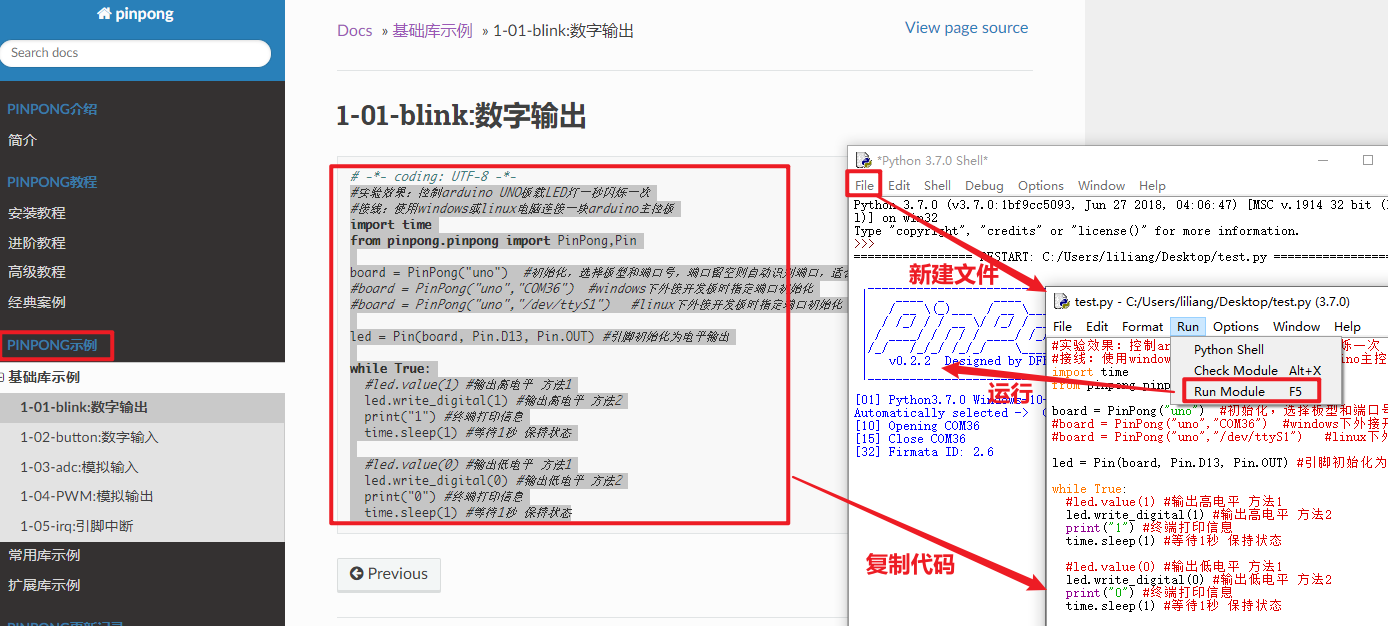 pinpong
Search docs
PINPONG介绍
简介
PINPONG教程
安装教程
进阶教程
高级教程
经典案例
PINPONG示例
基础库示例
1-01-blink:数字输出
1-02-button:数字输入
1-03-adc:模拟输入
1-04-PWM:模拟输出
1-05-irq:引脚中断
常用库示例
扩展库示例
PINPONG更新记录
Docs » 基础库示例 » 1-01-blink:数字输出
View page source
1-01-blink:数字输出
# -*- coding: UTF-8 -*-
#实验效果：控制arduino UNO板载LED灯一秒闪烁一次
#接线：使用windows或linux电脑连接一块arduino主控板
import time
from pinpong.pinpong import PinPong,Pin
board = PinPong("uno") #初始化，选择板型和端口号，端口留空则自动识别端口，适合
#board = PinPong("uno","COM36") #windows下外接开发板时指定端口初始化
#board = PinPong("uno","/dev/ttyS1") #linux下外接开发板时指定端口初始化
led = Pin(board, Pin.D13, Pin.OUT) #引脚初始化为电平输出
while True:
#led.value(1) #输出高电平 方法1
led.write_digital(1) #输出高电平 方法2
print("1") #终端打印信息
time.sleep(1) #等待1秒 保持状态
#led.value(0) #输出低电平 方法1
led.write_digital(0) #输出低电平 方法2
print("0") #终端打印信息
time.sleep(1) #等待1秒 保持状态
Previous
复制代码
*Python 3.7.0 Shell*
File Edit Shell Debug Options Window Help
Python 3.7.0 (v3.7.0:1bf9cc5093, Jun 27 2018, 04:06:47) [MSC v.1914 32 bit (
l)] on win32
Type "copyright", "credits" or "license()" for more information.
>>>
RESTART: C:/Users/liliang/Desktop/test.py
新建文件
v0.2.2 Designed by DF
运行
[01] Python3.7.0 Windows-10-
Automatically selected ->
[10] Opening COM36
[15] Close COM36
[32] Firmata ID: 2.6
test.py - C:/Users/liliang/Desktop/test.py (3.7.0)
File Edit Format Run Options Window Help
Python Shell
Check Module Alt+X
Run Module F5
#实验效果：控制ar
烁一次
#接线：使用window
ino主控
import time
from pinpong.pinp
board = PinPong("uno") #初始化，选择板型和端口号
#board = PinPong("uno","COM36") #windows下外接开
#board = PinPong("uno","/dev/ttyS1") #linux下外
led = Pin(board, Pin.D13, Pin.OUT) #引脚初始化为
while True:
#led.value(1) #输出高电平 方法1
led.write_digital(1) #输出高电平 方法2
print("1") #终端打印信息
time.sleep(1) #等待1秒 保持状态
#led.value(0) #输出低电平 方法1
led.write_digital(0) #输出低电平 方法2
print("0") #终端打印信息
time.sleep(1) #等待1秒 保持状态